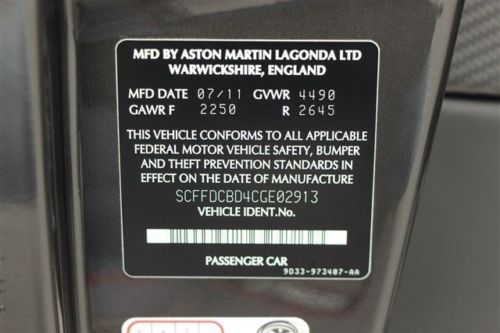 MFD BY ASTON MARTIN LAGONDA LTD
WARWICKSHIRE, ENGLAND
MFD DATE 07/11 GVWR 4490
GAWR F 2250 R 2645
THIS VEHICLE CONFORMS TO ALL APPLICABLE
FEDERAL MOTOR VEHICLE SAFETY, BUMPER
AND THEFT PREVENTION STANDARDS IN
EFFECT ON THE DATE OF MANUFACTURE
SCFFDCBD4CGE02913
VEHICLE IDENT.No.
PASSENGER CAR
9D33-973407-AA